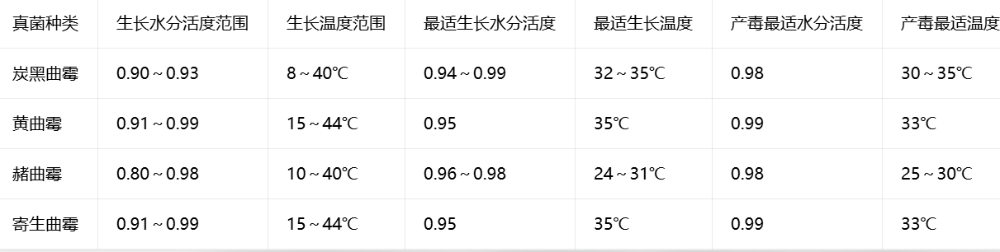 真菌种类 生长水分活度范围 生长温度范围 最适生长水分活度 最适生长温度 产毒最适水分活度 产毒最适温度
炭黑曲霉 0.90～0.93 8～40℃ 0.94～0.99 32～35℃ 0.98 30～35℃
黄曲霉 0.91～0.99 15～44℃ 0.95 35℃ 0.99 33℃
赭曲霉 0.80～0.98 10～40℃ 0.96～0.98 24～31℃ 0.98 25～30℃
寄生曲霉 0.91～0.99 15～44℃ 0.95 35℃ 0.99 33℃